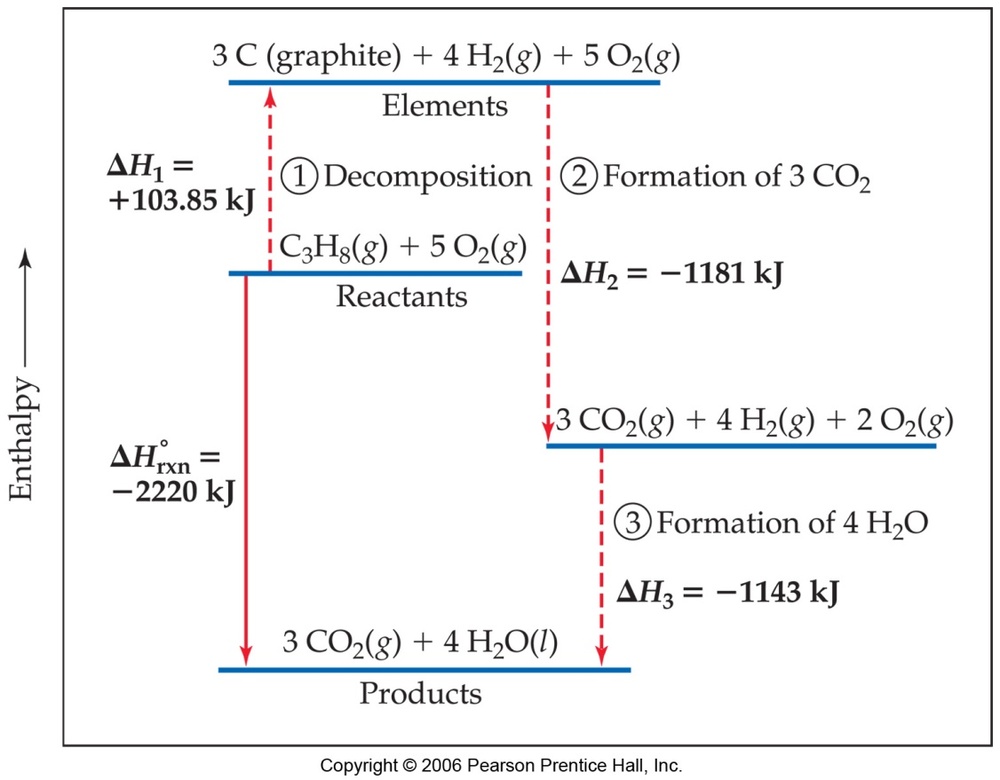 3 C (graphite) + 4 H₂(g) + 5 O₂(g)
Elements
ΔH₁ =
+103.85 kJ
① Decomposition
② Formation of 3 CO₂
C₃H₈(g) + 5 O₂(g)
Reactants
ΔH₂ = −1181 kJ
Enthalpy
3 CO₂(g) + 4 H₂(g) + 2 O₂(g)
ΔH°rxn =
−2220 kJ
③ Formation of 4 H₂O
ΔH₃ = −1143 kJ
3 CO₂(g) + 4 H₂O(l)
Products
Copyright © 2006 Pearson Prentice Hall, Inc.